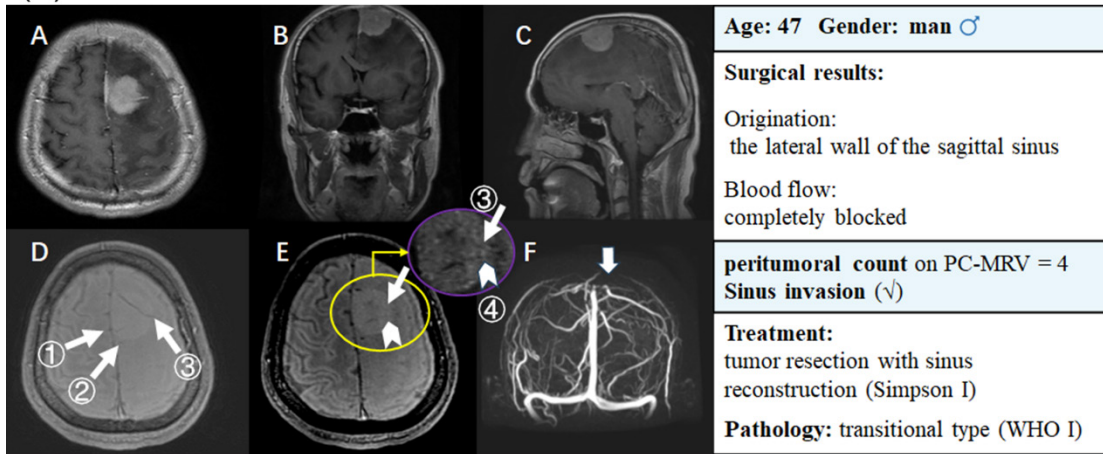 A
B
C
D
E
F
①
②
③
③
④
Age: 47 Gender: man ♂
Surgical results:
Origination:
the lateral wall of the sagittal sinus
Blood flow:
completely blocked
peritumoral count on PC-MRV = 4
Sinus invasion (√)
Treatment:
tumor resection with sinus
reconstruction (Simpson I)
Pathology: transitional type (WHO I)